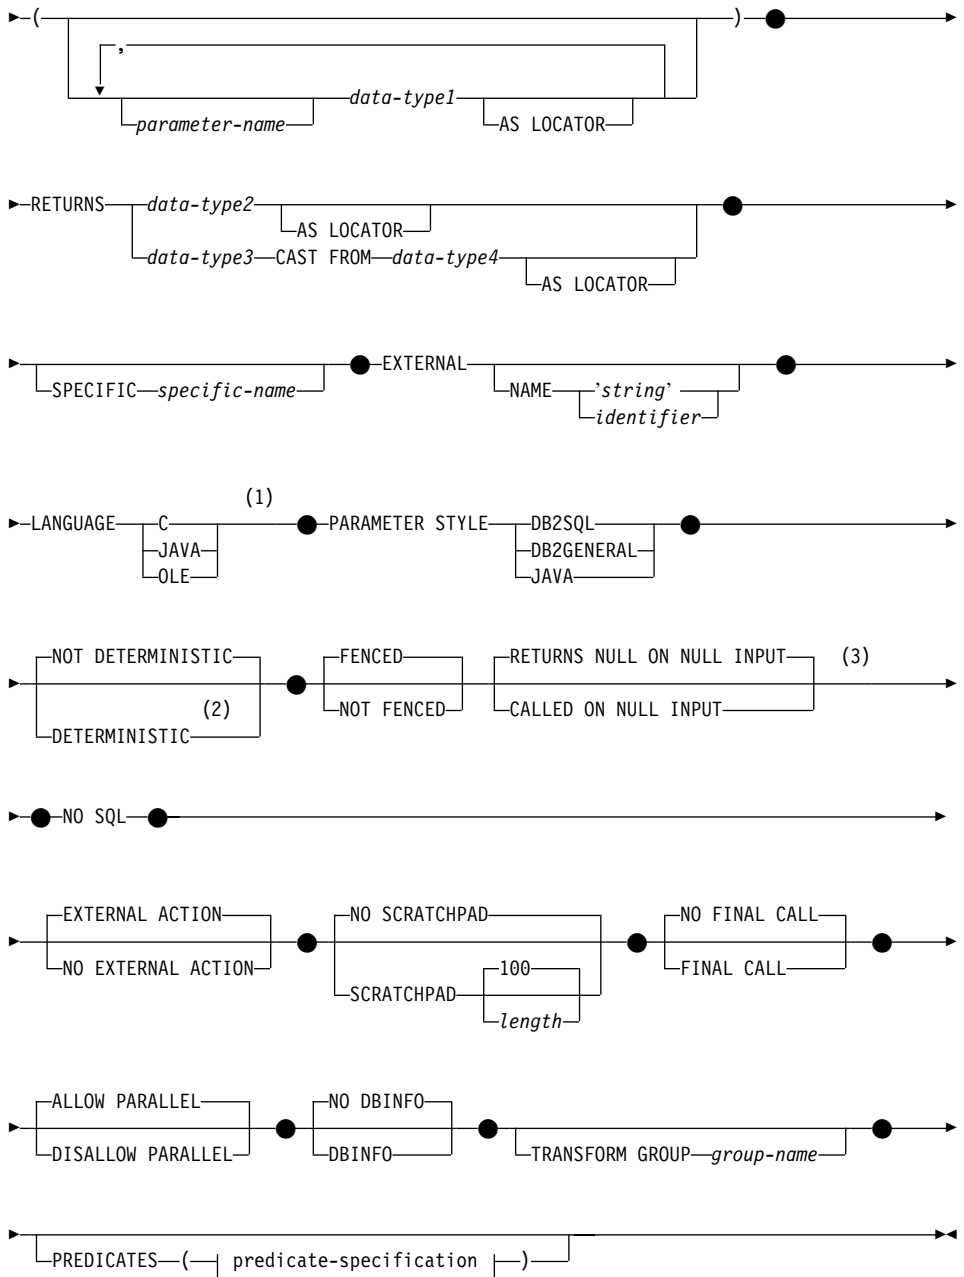 ( )
,
data-type1
parameter-name AS LOCATOR
RETURNS data-type2
AS LOCATOR
data-type3 CAST FROM data-type4
AS LOCATOR
EXTERNAL
SPECIFIC specific-name NAME 'string'
identifier
(1)
LANGUAGE C PARAMETER STYLE DB2SQL
JAVA DB2GENERAL
OLE JAVA
NOT DETERMINISTIC FENCED RETURNS NULL ON NULL INPUT (3)
(2) NOT FENCED CALLED ON NULL INPUT
DETERMINISTIC
NO SQL
EXTERNAL ACTION NO SCRATCHPAD NO FINAL CALL
NO EXTERNAL ACTION 100 FINAL CALL
SCRATCHPAD
length
ALLOW PARALLEL NO DBINFO
DISALLOW PARALLEL DBINFO TRANSFORM GROUP group-name
PREDICATES ( predicate-specification )